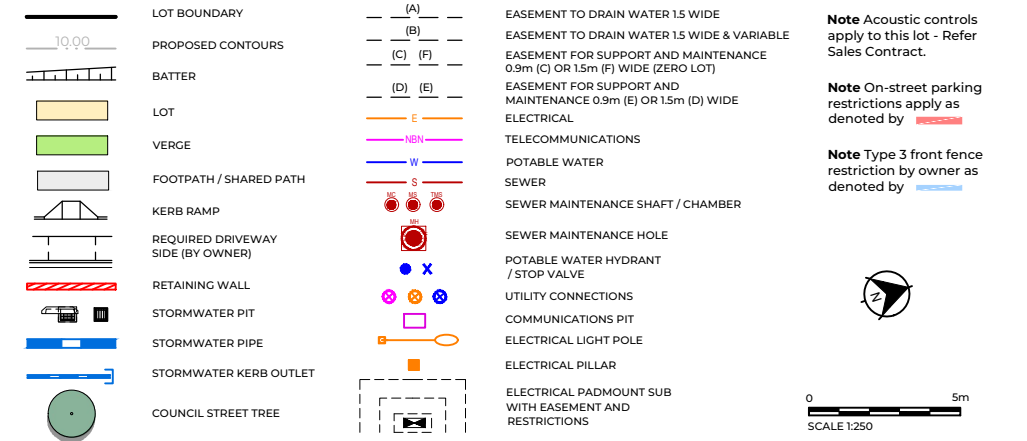 LOT BOUNDARY
10.00
PROPOSED CONTOURS
BATTER
LOT
VERGE
FOOTPATH / SHARED PATH
KERB RAMP
REQUIRED DRIVEWAY
SIDE (BY OWNER)
RETAINING WALL
STORMWATER PIT
STORMWATER PIPE
STORMWATER KERB OUTLET
COUNCIL STREET TREE
(A)
EASEMENT TO DRAIN WATER 1.5 WIDE
(B)
EASEMENT TO DRAIN WATER 1.5 WIDE & VARIABLE
(C) (F)
EASEMENT FOR SUPPORT AND MAINTENANCE
0.9m (C) OR 1.5m (F) WIDE (ZERO LOT)
(D) (E)
EASEMENT FOR SUPPORT AND
MAINTENANCE 0.9m (E) OR 1.5m (D) WIDE
E
ELECTRICAL
NBN
TELECOMMUNICATIONS
W
POTABLE WATER
S
SEWER
MC MS TMS
SEWER MAINTENANCE SHAFT / CHAMBER
MH
SEWER MAINTENANCE HOLE
POTABLE WATER HYDRANT
/ STOP VALVE
UTILITY CONNECTIONS
COMMUNICATIONS PIT
ELECTRICAL LIGHT POLE
ELECTRICAL PILLAR
ELECTRICAL PADMOUNT SUB
WITH EASEMENT AND
RESTRICTIONS
Note Acoustic controls
apply to this lot - Refer
Sales Contract.
Note On-street parking
restrictions apply as
denoted by
Note Type 3 front fence
restriction by owner as
denoted by
N
0 5m
SCALE 1:250